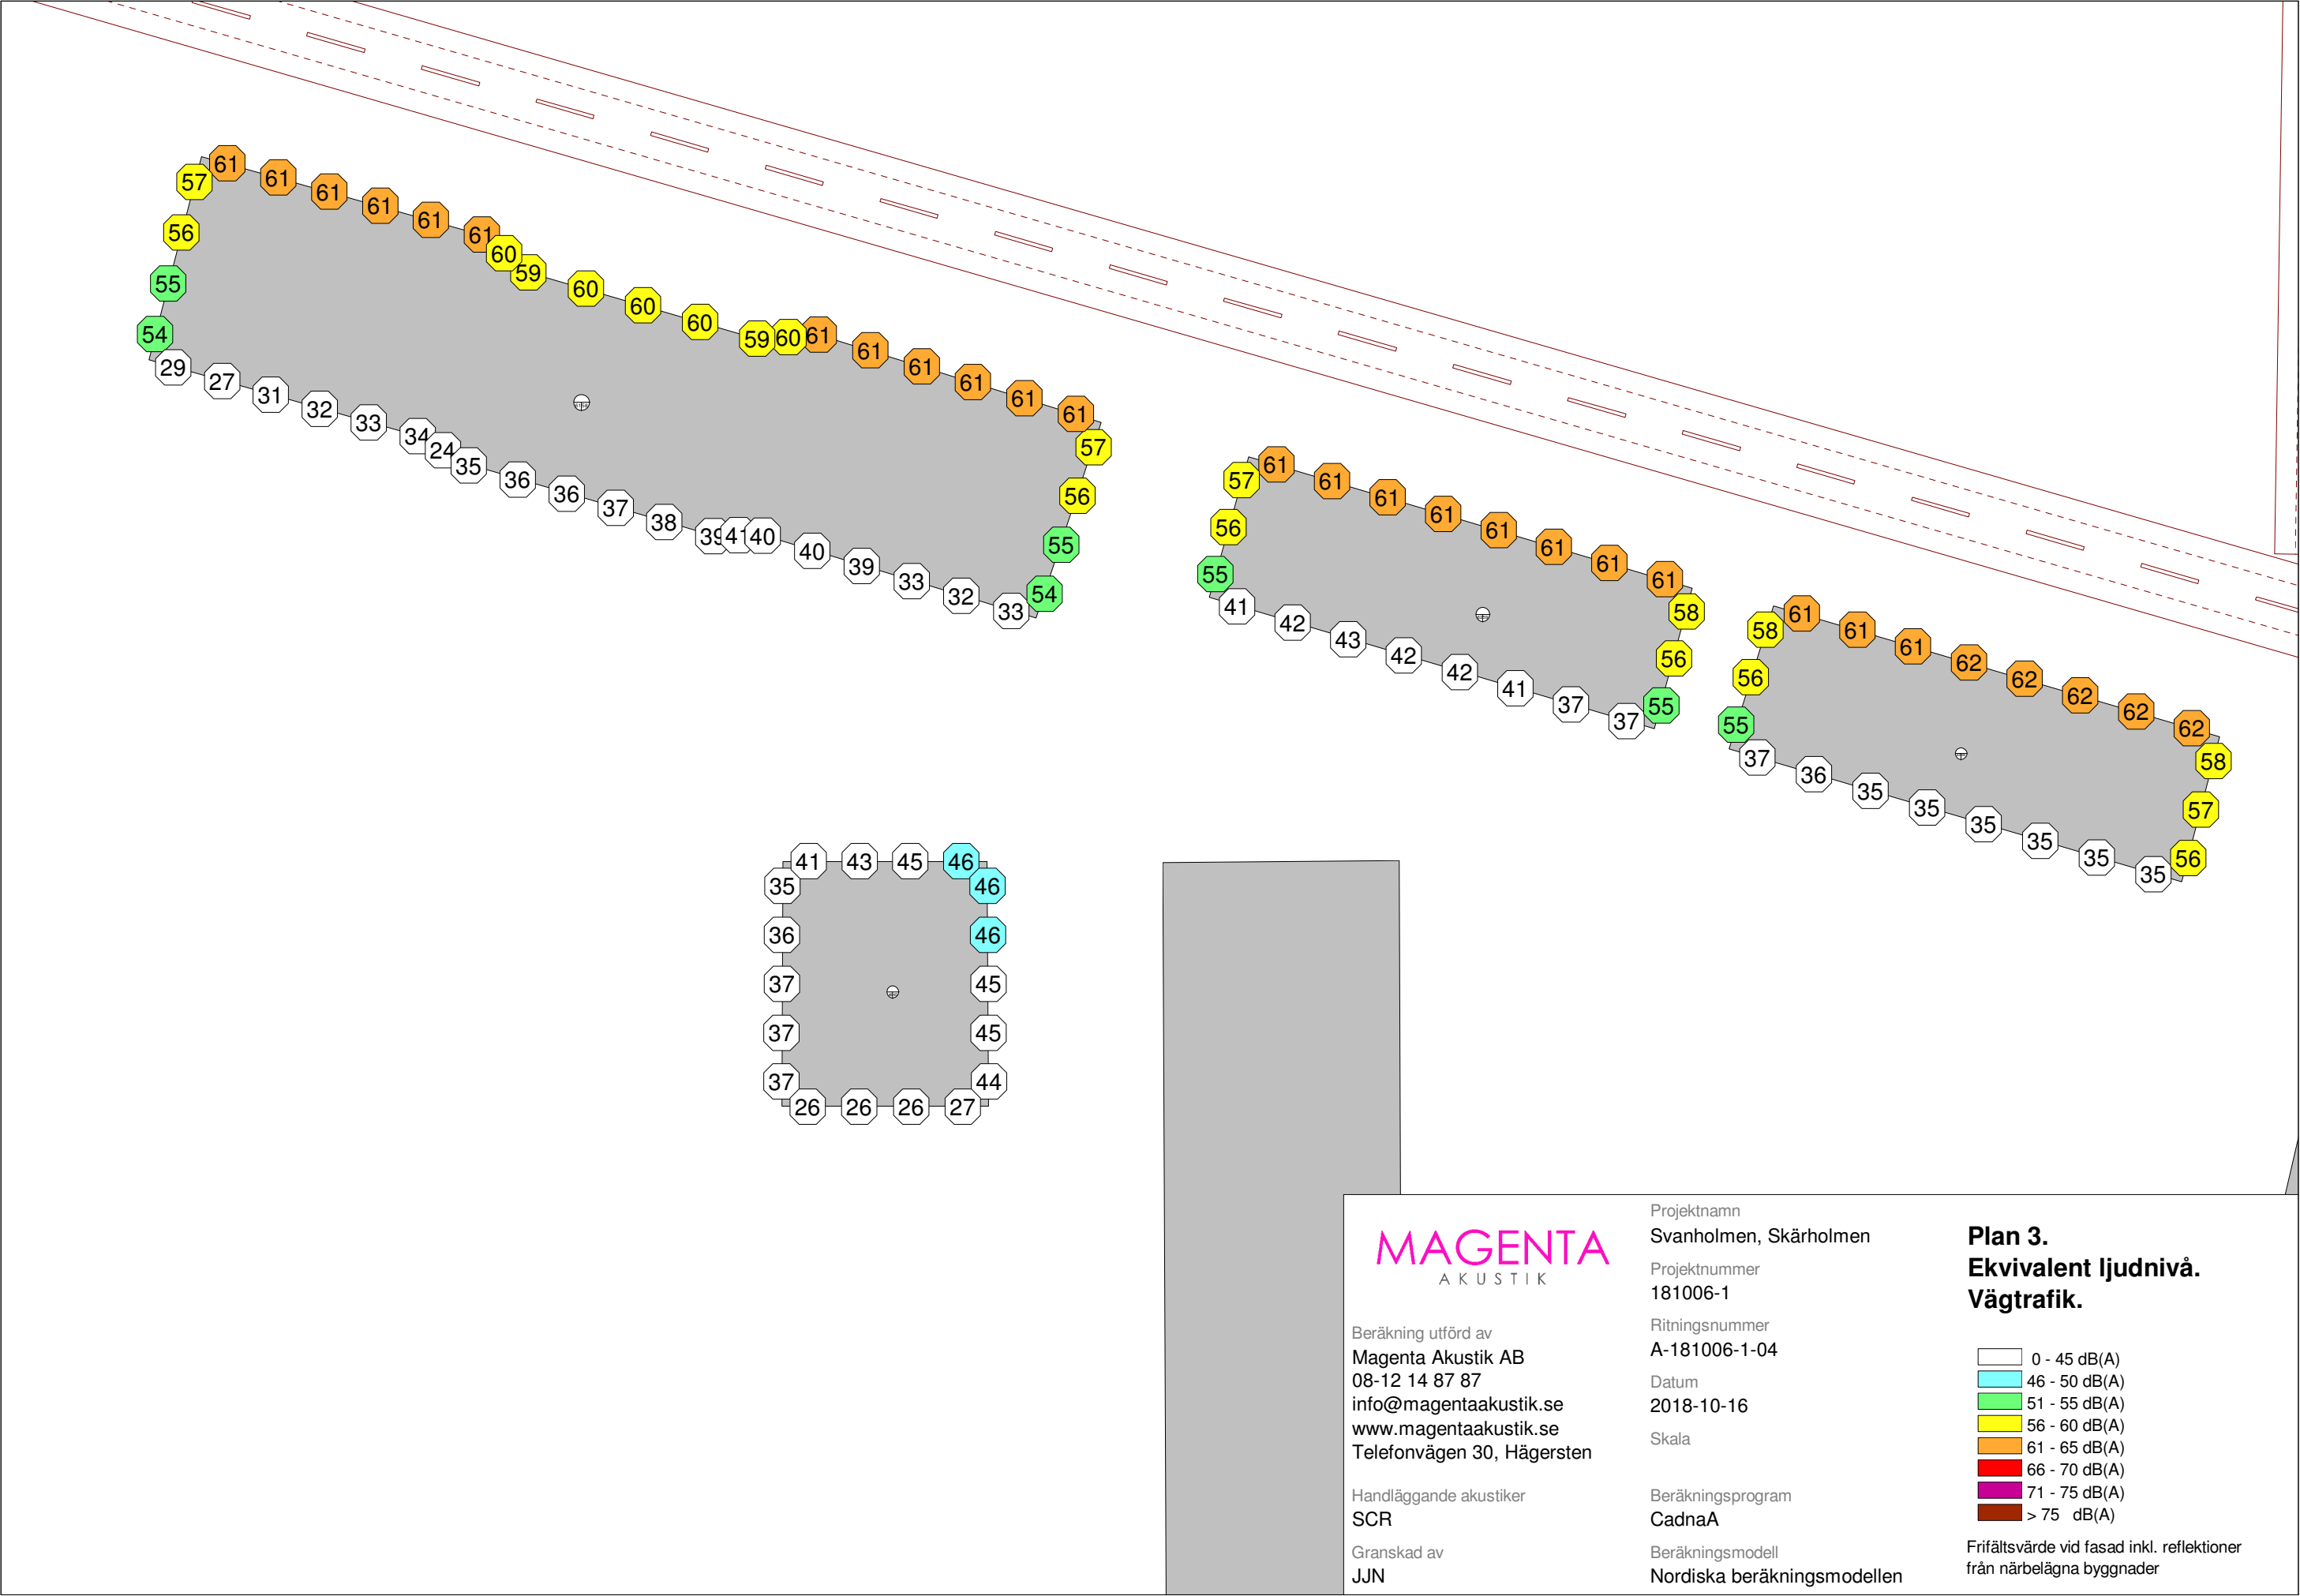 61 61 61 61 61 61
57
56
55
54
60 59 60 60 60 59 60
61 61 61 61 61 61
57
56
55
54
29 27 31 32 33 34 24 35 36 36 37 38 39 41 40 40 39 33 32 33
61 61 61 61 61 61 61 61
57
56
55
58
56
55
41 42 43 42 42 41 37 37
61 61 61 62 62 62 62 62
58
56
55
58
57
56
37 36 35 35 35 35 35 35
41 43 45 46
35 46
36 46
37 45
37 45
37 44
26 26 26 27
MAGENTA
AKUSTIK
Beräkning utförd av
Magenta Akustik AB
08-12 14 87 87
info@magentaakustik.se
www.magentaakustik.se
Telefonvägen 30, Hägersten
Handläggande akustiker
SCR
Granskad av
JJN
Projektnamn
Svanholmen, Skärholmen
Projektnummer
181006-1
Ritningsnummer
A-181006-1-04
Datum
2018-10-16
Skala
Beräkningsprogram
CadnaA
Beräkningsmodell
Nordiska beräkningsmodellen
Plan 3.
Ekvivalent ljudnivå.
Vägtrafik.
0 - 45 dB(A)
46 - 50 dB(A)
51 - 55 dB(A)
56 - 60 dB(A)
61 - 65 dB(A)
66 - 70 dB(A)
71 - 75 dB(A)
> 75 dB(A)
Frifältsvärde vid fasad inkl. reflektioner
från närbelägna byggnader